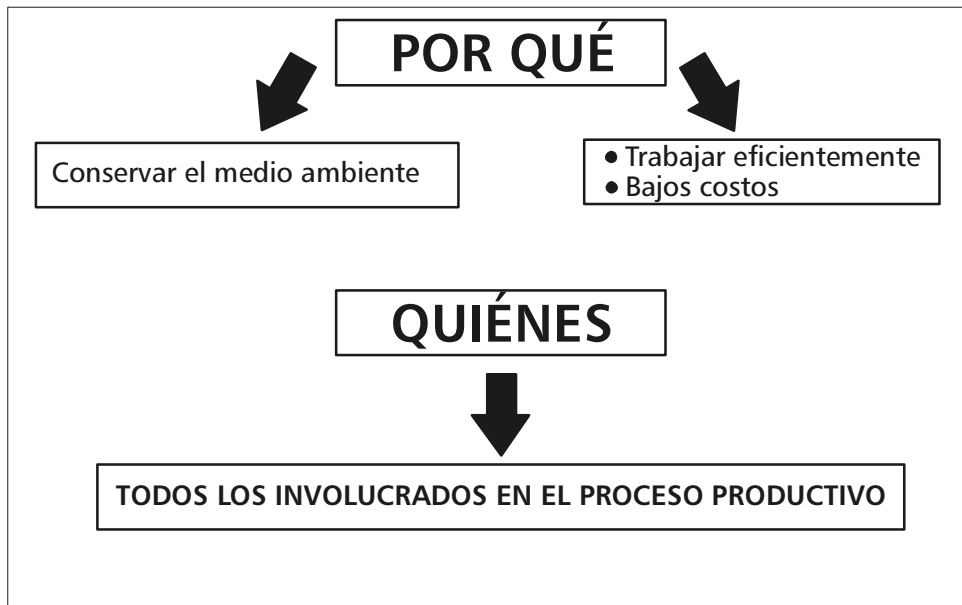 POR QUÉ
Conservar el medio ambiente
• Trabajar eficientemente
• Bajos costos
QUIÉNES
TODOS LOS INVOLUCRADOS EN EL PROCESO PRODUCTIVO